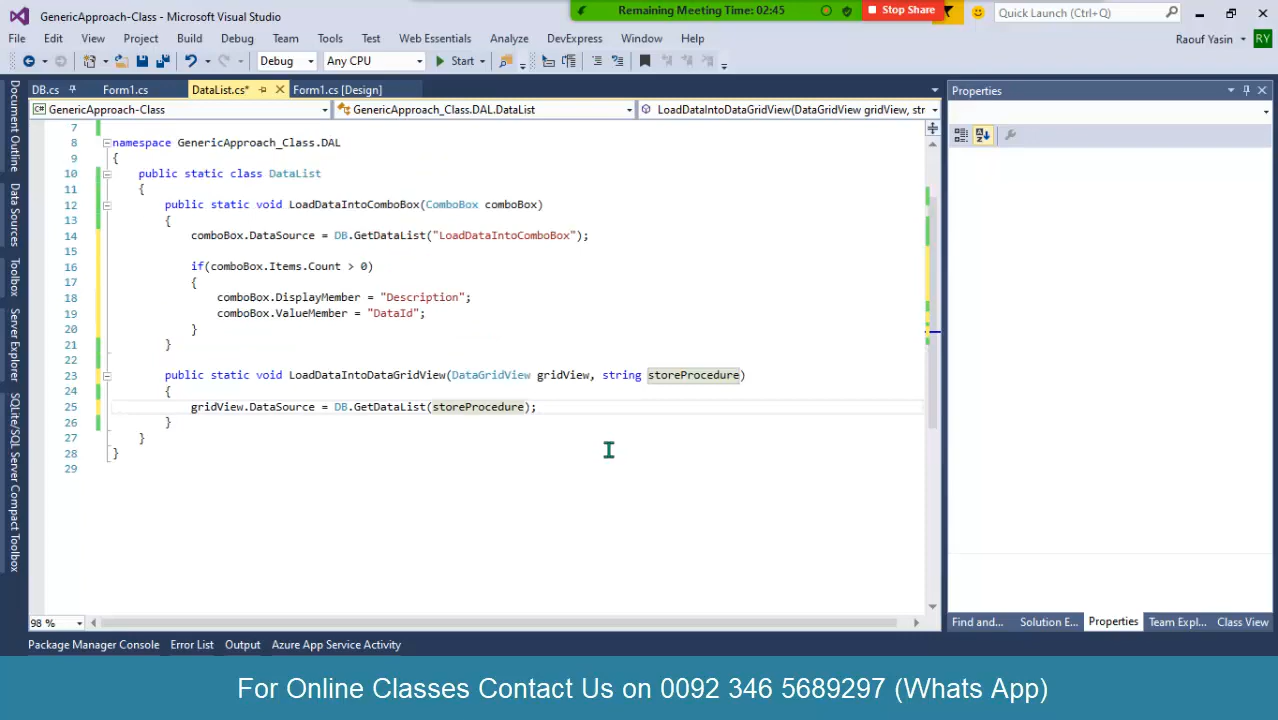 GenericApproach-Class - Microsoft Visual Studio
Remaining Meeting Time: 02:45
Stop Share
Quick Launch (Ctrl+Q)
File Edit View Project Build Debug Team Tools Test Web Essentials Analyze DevExpress Window Help
Raouf Yasin RY
Debug Any CPU Start
DB.cs Form1.cs DataList.cs* Form1.cs [Design]
Properties
C# GenericApproach-Class GenericApproach_Class.DAL.DataList LoadDataIntoDataGridView(DataGridView gridView, str
7
8 namespace GenericApproach_Class.DAL
9 {
10 public static class DataList
11 {
12 public static void LoadDataIntoComboBox(ComboBox comboBox)
13 {
14 comboBox.DataSource = DB.GetDataList("LoadDataIntoComboBox");
15
16 if(comboBox.Items.Count > 0)
17 {
18 comboBox.DisplayMember = "Description";
19 comboBox.ValueMember = "DataId";
20 }
21 }
22
23 public static void LoadDataIntoDataGridView(DataGridView gridView, string storeProcedure)
24 {
25 gridView.DataSource = DB.GetDataList(storeProcedure);
26 }
27 }
28 }
29
Document Outline
Data Sources
Toolbox
Server Explorer
SQLite/SQL Server Compact Toolbox
98 %
Find and... Solution E... Properties Team Expl... Class View
Package Manager Console Error List Output Azure App Service Activity
For Online Classes Contact Us on 0092 346 5689297 (Whats App)